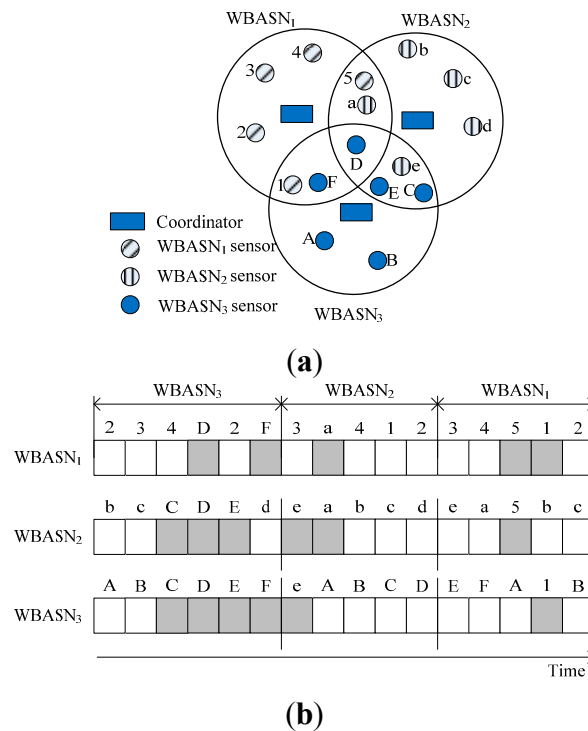 WBASN₁
WBASN₂
4
b
3
5
c
a
2
d
D
e
1
F
E
C
A
B
Coordinator
WBASN₁ sensor
WBASN₂ sensor
WBASN₃ sensor
WBASN₃
(a)
WBASN₃ WBASN₂ WBASN₁
2 3 4 D 2 F 3 a 4 1 2 3 4 5 1 2
WBASN₁
b c C D E d e a b c d e a 5 b c
WBASN₂
A B C D E F e A B C D E F A 1 B
WBASN₃
Time
(b)